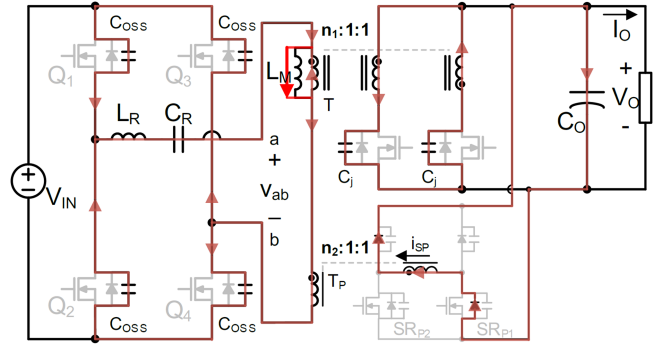 C_OSS
C_OSS
n₁:1:1
I_O
Q₁
Q₃
L_M
T
L_R
C_R
+
V_O
-
C_O
a
+
v_ab
–
b
C_j
C_j
V_IN
n₂:1:1
i_SP
T_P
Q₂
Q₄
SR_P2
SR_P1
C_OSS
C_OSS